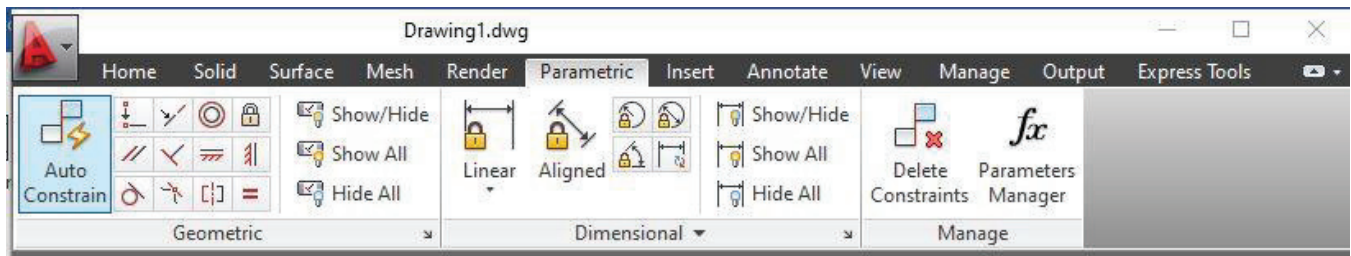 Drawing1.dwg
Home Solid Surface Mesh Render Parametric Insert Annotate View Manage Output Express Tools
Auto
Constrain
Show/Hide
Show All
Hide All
Geometric
Linear
Aligned
Show/Hide
Show All
Hide All
Dimensional
Delete
Constraints
fx
Parameters
Manager
Manage